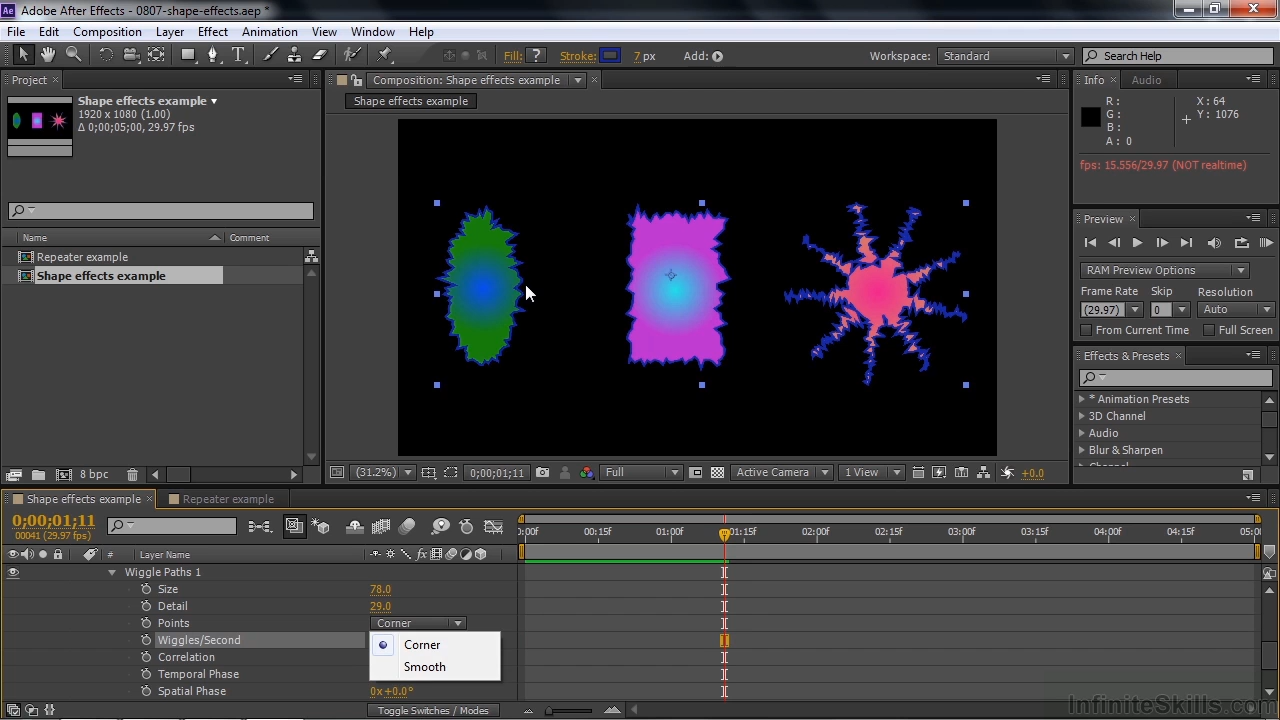 Ae Adobe After Effects - 0807-shape-effects.aep *
File Edit Composition Layer Effect Animation View Window Help
Fill: ? Stroke: 7 px Add: Workspace: Standard Search Help
Project
Shape effects example
1920 x 1080 (1.00)
Δ 0;00;05;00, 29.97 fps
Name Comment
Repeater example
Shape effects example
8 bpc
Composition: Shape effects example
Shape effects example
(31.2%) 0;00;01;11 Full Active Camera 1 View +0.0
Info Audio
R: X: 64
G: Y: 1076
B:
A: 0
fps: 15.556/29.97 (NOT realtime)
Preview
RAM Preview Options
Frame Rate Skip Resolution
(29.97) 0 Auto
From Current Time Full Screen
Effects & Presets
* Animation Presets
3D Channel
Audio
Blur & Sharpen
Channel
Shape effects example Repeater example
0;00;01;11
00041 (29.97 fps)
:00f 00:15f 01:00f 01:15f 02:00f 02:15f 03:00f 03:15f 04:00f 04:15f 05:00f
# Layer Name
Wiggle Paths 1
Size 78.0
Detail 29.0
Points Corner
Wiggles/Second
Corner
Correlation
Smooth
Temporal Phase
Spatial Phase 0x+0.0°
Toggle Switches / Modes
InfiniteSkills.com